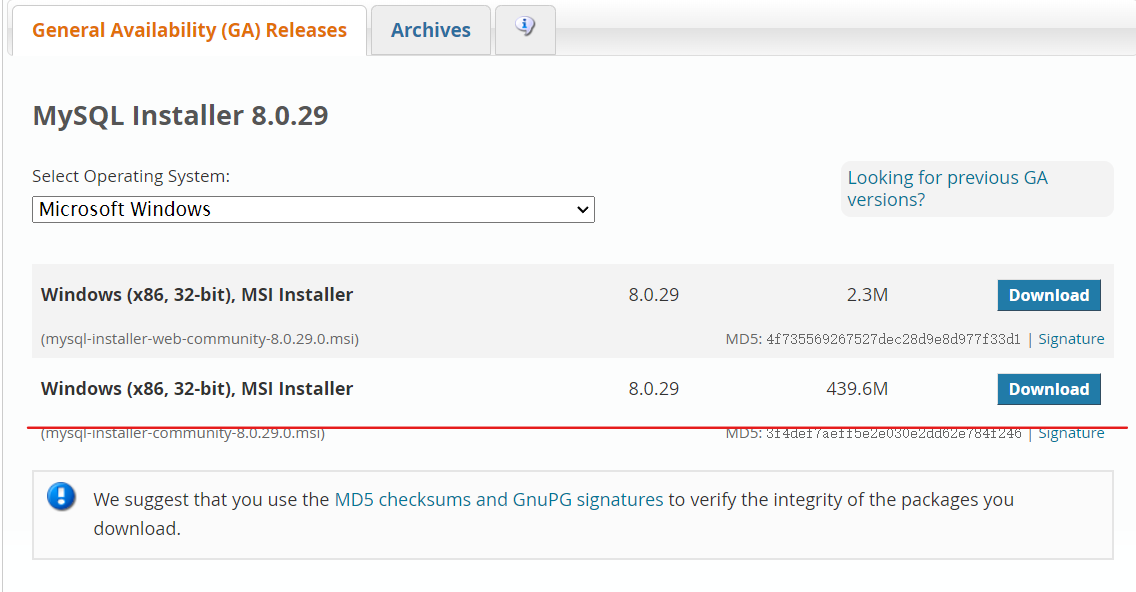 General Availability (GA) Releases
Archives
MySQL Installer 8.0.29
Select Operating System:
Looking for previous GA
versions?
Microsoft Windows
Windows (x86, 32-bit), MSI Installer 8.0.29 2.3M Download
(mysql-installer-web-community-8.0.29.0.msi) MD5: 4f735569267527dec28d9e8d977f33d1 | Signature
Windows (x86, 32-bit), MSI Installer 8.0.29 439.6M Download
(mysql-installer-community-8.0.29.0.msi) MD5: 3f4def7aeff5e2e030e2dd62e784f246 | Signature
We suggest that you use the MD5 checksums and GnuPG signatures to verify the integrity of the packages you
download.